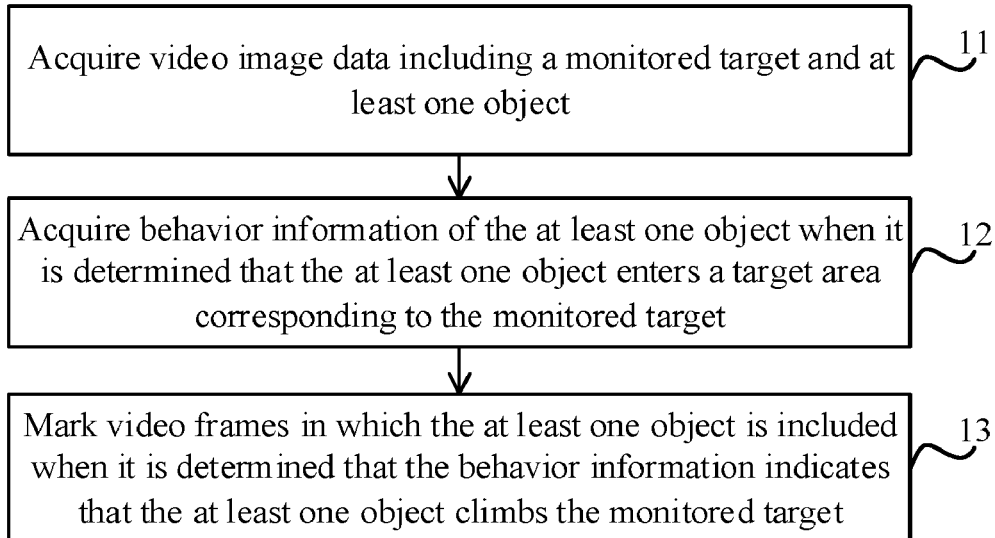 Acquire video image data including a monitored target and at
least one object
11
Acquire behavior information of the at least one object when it
is determined that the at least one object enters a target area
corresponding to the monitored target
12
Mark video frames in which the at least one object is included
when it is determined that the behavior information indicates
that the at least one object climbs the monitored target
13